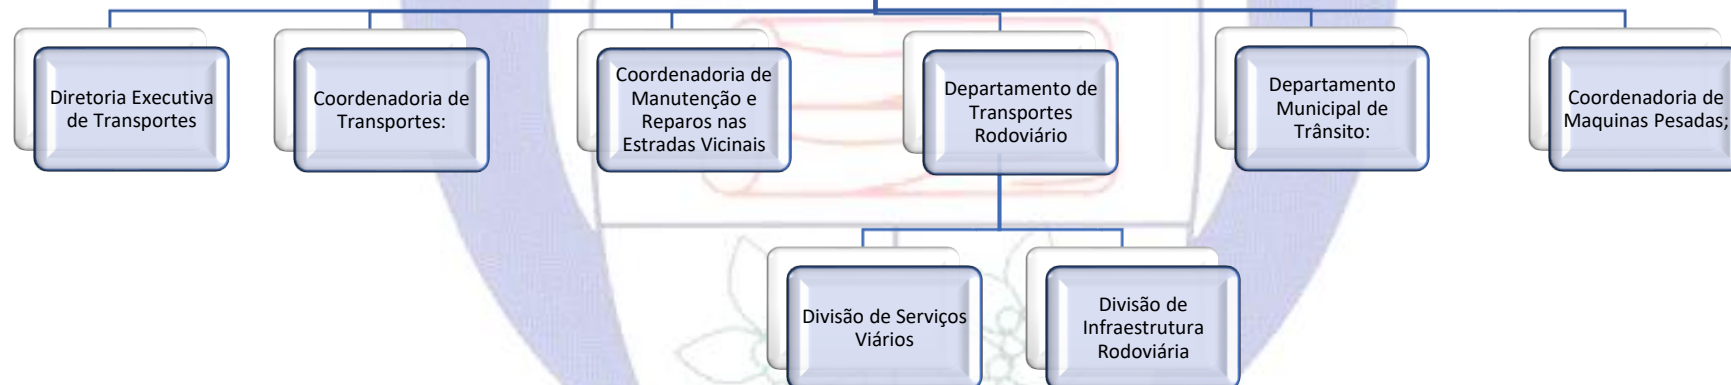 Diretoria Executiva
de Transportes
Coordenadoria de
Transportes:
Coordenadoria de
Manutenção e
Reparos nas
Estradas Vicinais
Departamento de
Transportes
Rodoviário
Departamento
Municipal de
Trânsito:
Coordenadoria de
Maquinas Pesadas;
Divisão de Serviços
Viários
Divisão de
Infraestrutura
Rodoviária